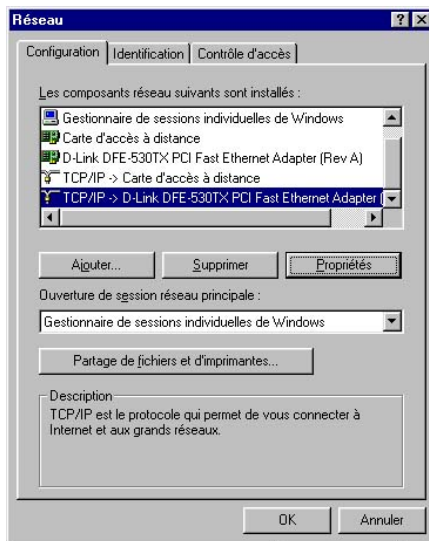 Réseau
Configuration
Identification
Contrôle d'accès
Les composants réseau suivants sont installés :
Gestionnaire de sessions individuelles de Windows
Carte d'accès à distance
D-Link DFE-530TX PCI Fast Ethernet Adapter (Rev A)
TCP/IP -> Carte d'accès à distance
TCP/IP -> D-Link DFE-530TX PCI Fast Ethernet Adapter (
Ajouter...
Supprimer
Propriétés
Ouverture de session réseau principale :
Gestionnaire de sessions individuelles de Windows
Partage de fichiers et d'imprimantes...
Description
TCP/IP est le protocole qui permet de vous connecter à
Internet et aux grands réseaux.
OK
Annuler